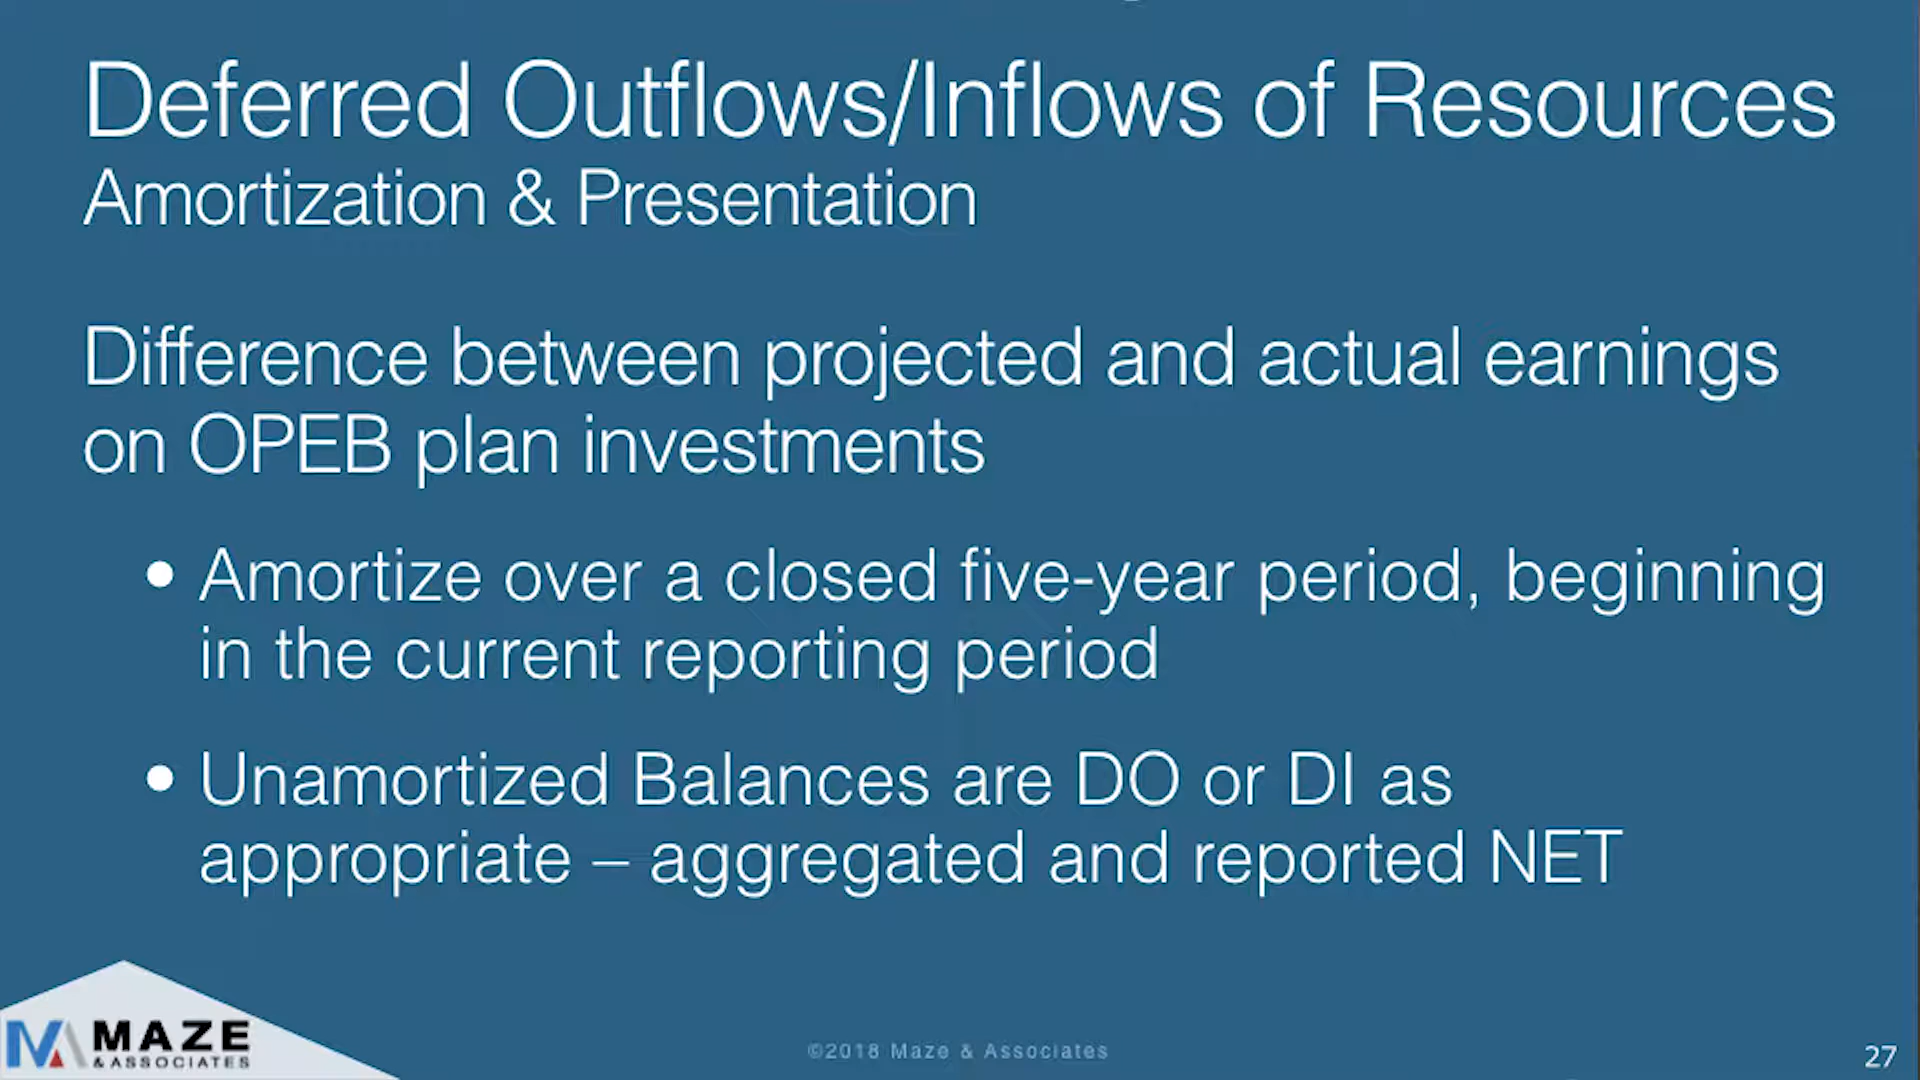 Deferred Outflows/Inflows of Resources
Amortization & Presentation
Difference between projected and actual earnings
on OPEB plan investments
• Amortize over a closed five-year period, beginning
in the current reporting period
• Unamortized Balances are DO or DI as
appropriate – aggregated and reported NET
MAZE
& ASSOCIATES
©2018 Maze & Associates
27